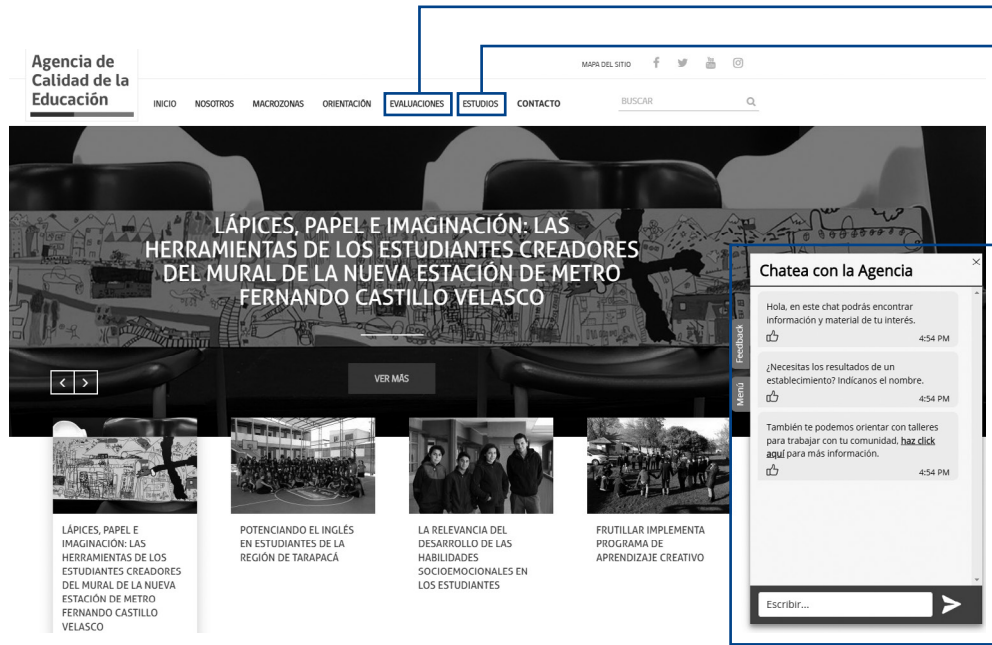 MAPA DEL SITIO
Agencia de
Calidad de la
Educación
INICIO NOSOTROS MACROZONAS ORIENTACIÓN EVALUACIONES ESTUDIOS CONTACTO BUSCAR
LÁPICES, PAPEL E IMAGINACIÓN: LAS
HERRAMIENTAS DE LOS ESTUDIANTES CREADORES
DEL MURAL DE LA NUEVA ESTACIÓN DE METRO
FERNANDO CASTILLO VELASCO
VER MÁS
LÁPICES, PAPEL E
IMAGINACIÓN: LAS
HERRAMIENTAS DE LOS
ESTUDIANTES CREADORES
DEL MURAL DE LA NUEVA
ESTACIÓN DE METRO
FERNANDO CASTILLO
VELASCO
POTENCIANDO EL INGLÉS
EN ESTUDIANTES DE LA
REGIÓN DE TARAPACÁ
LA RELEVANCIA DEL
DESARROLLO DE LAS
HABILIDADES
SOCIOEMOCIONALES EN
LOS ESTUDIANTES
FRUTILLAR IMPLEMENTA
PROGRAMA DE
APRENDIZAJE CREATIVO
Chatea con la Agencia
Feedback
Menú
Hola, en este chat podrás encontrar
información y material de tu interés.
4:54 PM
¿Necesitas los resultados de un
establecimiento? Indícanos el nombre.
4:54 PM
También te podemos orientar con talleres
para trabajar con tu comunidad, haz click
aquí para más información.
4:54 PM
Escribir...